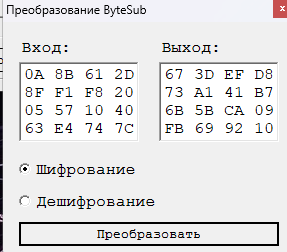 Преобразование ByteSub
Вход: Выход:
0A 8B 61 2D 67 3D EF D8
8F F1 F8 20 73 A1 41 B7
05 57 10 40 6B 5B CA 09
63 E4 74 7C FB 69 92 10
Шифрование
Дешифрование
Преобразовать